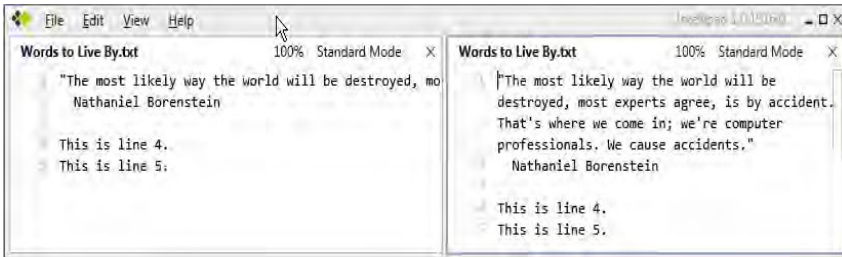 File Edit View Help
Words to Live By.txt 100% Standard Mode X
"The most likely way the world will be destroyed, mo
Nathaniel Borenstein
This is line 4.
This is line 5.
Words to Live By.txt 100% Standard Mode X
"The most likely way the world will be
destroyed, most experts agree, is by accident.
That's where we come in; we're computer
professionals. We cause accidents."
Nathaniel Borenstein
This is line 4.
This is line 5.